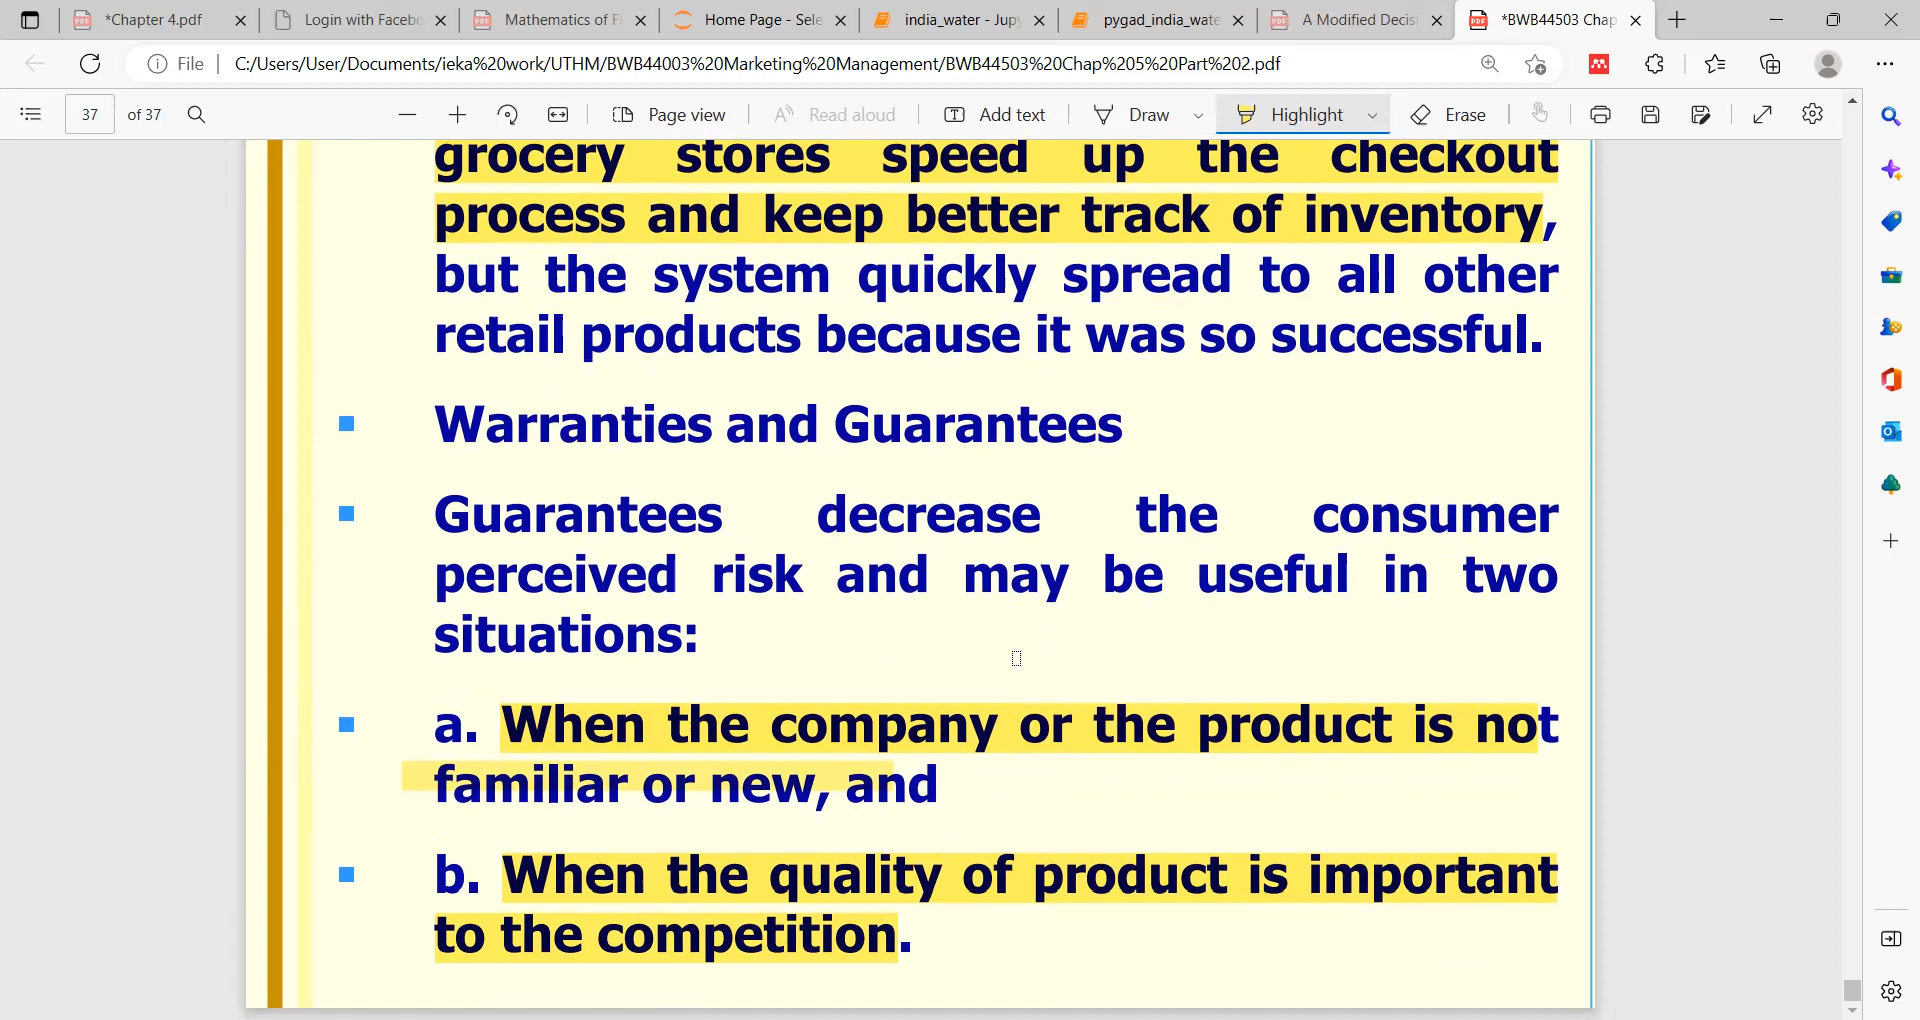 *Chapter 4.pdf
Login with Facebo
Mathematics of Fi
Home Page - Sele
india_water - Jupy
pygad_india_wate
A Modified Decis
*BWB44503 Chap
File
C:/Users/User/Documents/ieka%20work/UTHM/BWB44003%20Marketing%20Management/BWB44503%20Chap%205%20Part%202.pdf
37 of 37
Page view
Read aloud
Add text
Draw
Highlight
Erase
grocery stores speed up the checkout
process and keep better track of inventory,
but the system quickly spread to all other
retail products because it was so successful.
Warranties and Guarantees
Guarantees decrease the consumer
perceived risk and may be useful in two
situations:
a. When the company or the product is not
familiar or new, and
b. When the quality of product is important
to the competition.